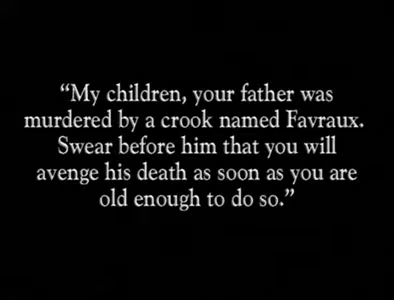 “My children, your father was
murdered by a crook named Favraux.
Swear before him that you will
avenge his death as soon as you are
old enough to do so.”